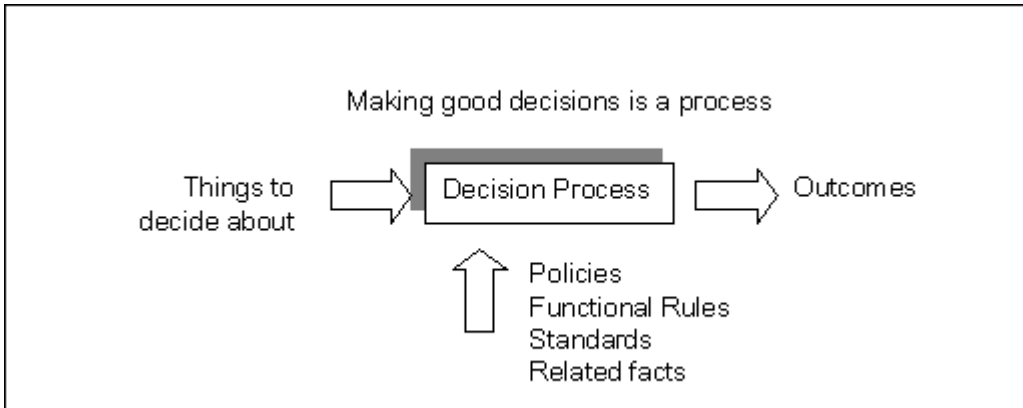 Making good decisions is a process
Things to
decide about
Decision Process
Outcomes
Policies
Functional Rules
Standards
Related facts